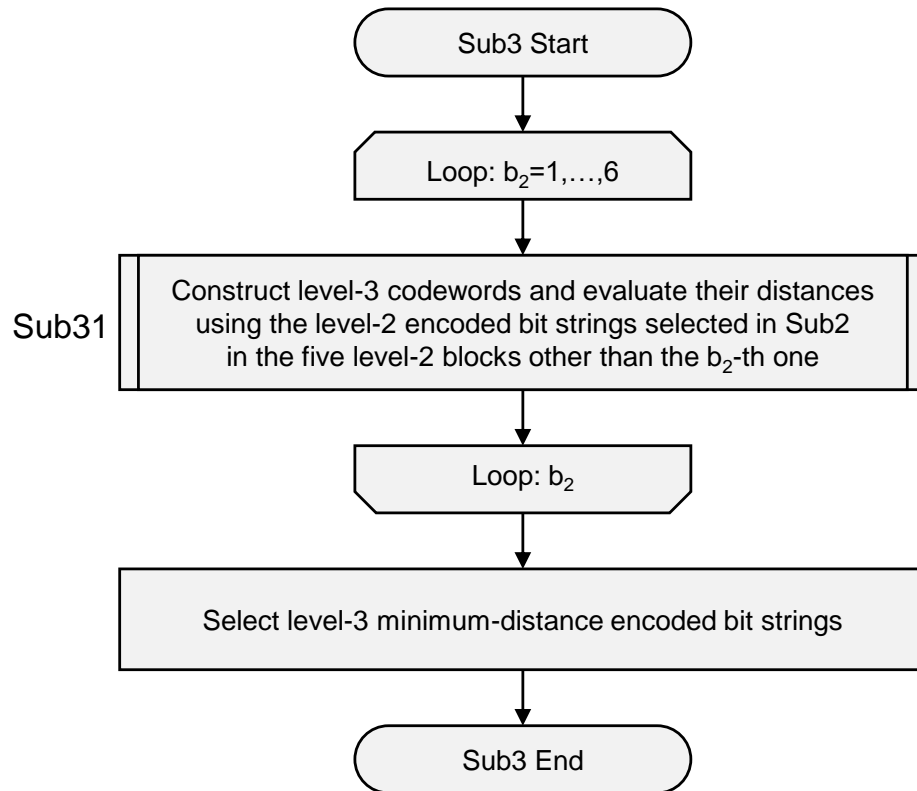 Sub3 Start
Loop: b₂=1,…,6
Sub31
Construct level-3 codewords and evaluate their distances
using the level-2 encoded bit strings selected in Sub2
in the five level-2 blocks other than the b₂-th one
Loop: b₂
Select level-3 minimum-distance encoded bit strings
Sub3 End